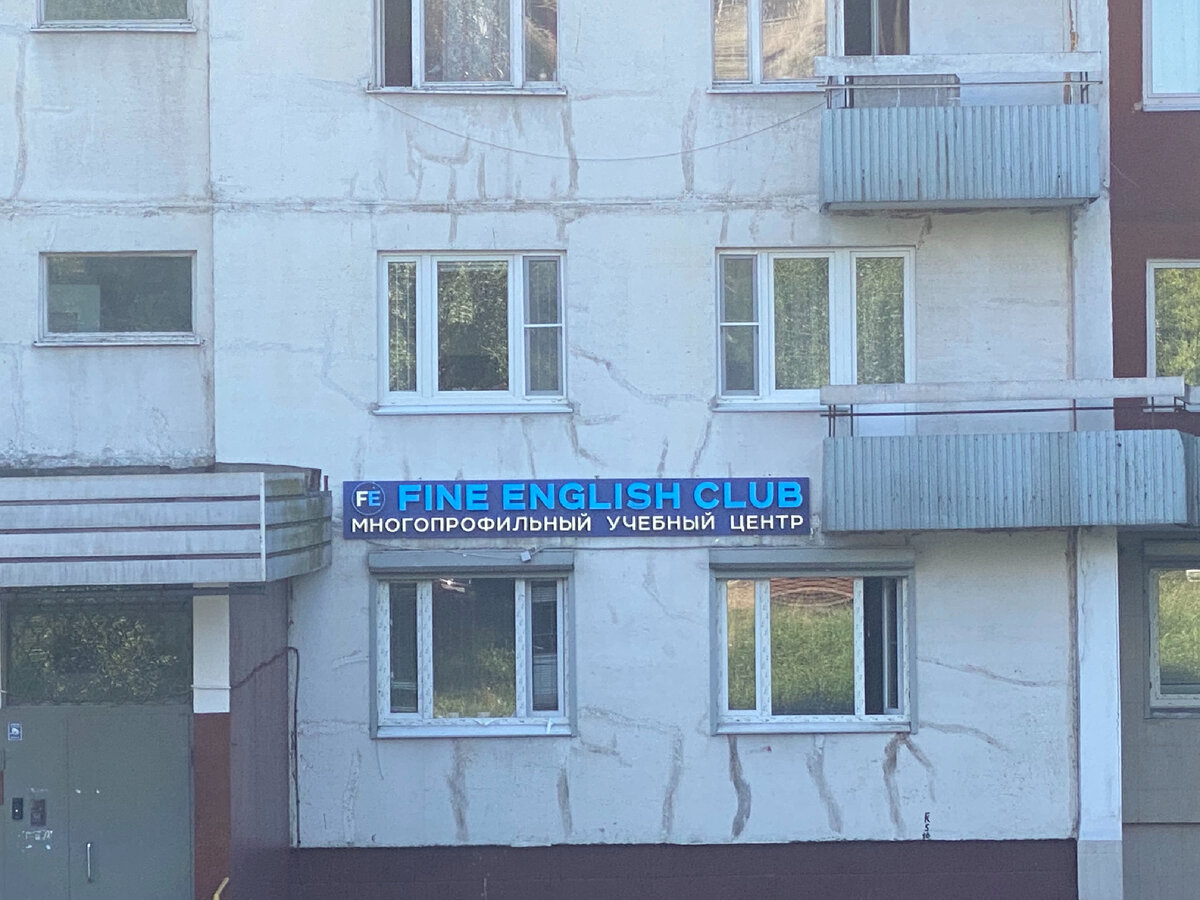 FE FINE ENGLISH CLUB
МНОГОПРОФИЛЬНЫЙ УЧЕБНЫЙ ЦЕНТР